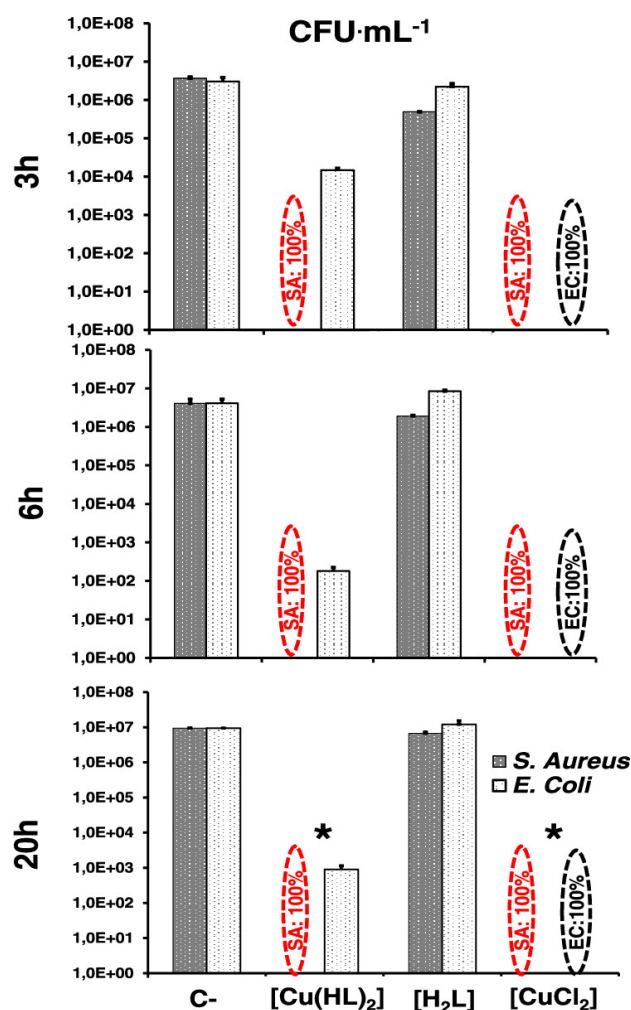 CFU·mL⁻¹
3h
1,0E+08
1,0E+07
1,0E+06
1,0E+05
1,0E+04
1,0E+03
1,0E+02
1,0E+01
1,0E+00
SA: 100%
SA: 100%
EC:100%
6h
1,0E+08
1,0E+07
1,0E+06
1,0E+05
1,0E+04
1,0E+03
1,0E+02
1,0E+01
1,0E+00
SA: 100%
SA: 100%
EC:100%
20h
1,0E+08
1,0E+07
1,0E+06
1,0E+05
1,0E+04
1,0E+03
1,0E+02
1,0E+01
1,0E+00
S. Aureus
E. Coli
* *
SA: 100%
SA: 100%
EC:100%
C- [Cu(HL)₂] [H₂L] [CuCl₂]